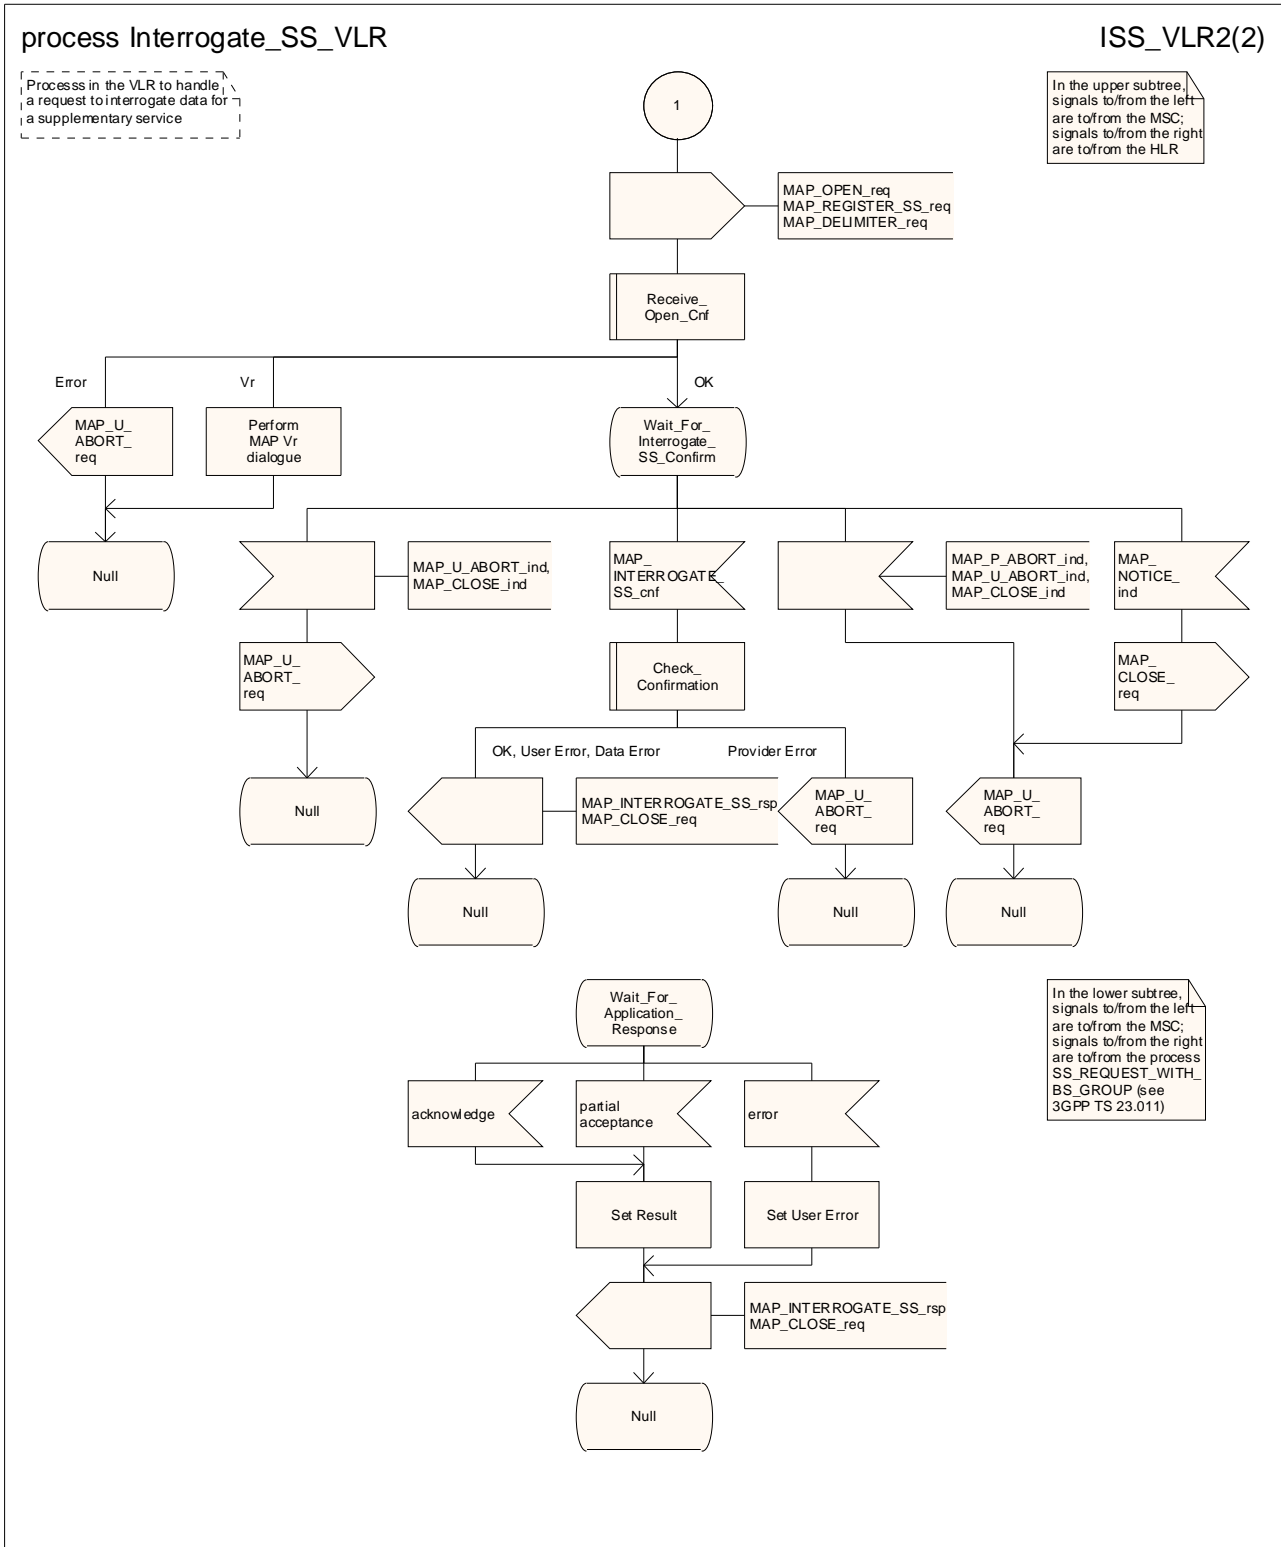 process Interrogate_SS_VLR
ISS_VLR2(2)
Processs in the VLR to handle
a request to interrogate data for
a supplementary service
1
In the upper subtree,
signals to/from the left
are to/from the MSC;
signals to/from the right
are to/from the HLR
MAP_OPEN_req
MAP_REGISTER_SS_req
MAP_DELIMITER_req
Receive_
Open_Cnf
Error
Vr
OK
MAP_U_
ABORT_
req
Perform
MAP Vr
dialogue
Wait_For_
Interrogate_
SS_Confirm
Null
MAP_U_ABORT_ind,
MAP_CLOSE_ind
MAP_
INTERROGATE_
SS_cnf
MAP_P_ABORT_ind,
MAP_U_ABORT_ind,
MAP_CLOSE_ind
MAP_
NOTICE_
ind
MAP_U_
ABORT_
req
Check_
Confirmation
MAP_
CLOSE_
req
OK, User Error, Data Error
Provider Error
Null
MAP_INTERROGATE_SS_rsp
MAP_CLOSE_req
MAP_U_
ABORT_
req
MAP_U_
ABORT_
req
Null
Null
Null
Wait_For_
Application_
Response
In the lower subtree,
signals to/from the left
are to/from the MSC;
signals to/from the right
are to/from the process
SS_REQUEST_WITH_
BS_GROUP (see
3GPP TS 23.011)
acknowledge
partial
acceptance
error
Set Result
Set User Error
MAP_INTERROGATE_SS_rsp
MAP_CLOSE_req
Null